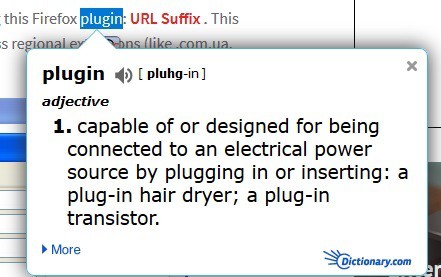 this Firefox plugin: URL Suffix . This
s regional ex ons (like .com.ua,
plugin [ pluhg-in ]
adjective
1. capable of or designed for being
connected to an electrical power
source by plugging in or inserting: a
plug-in hair dryer; a plug-in
transistor.
More
Dictionary.com